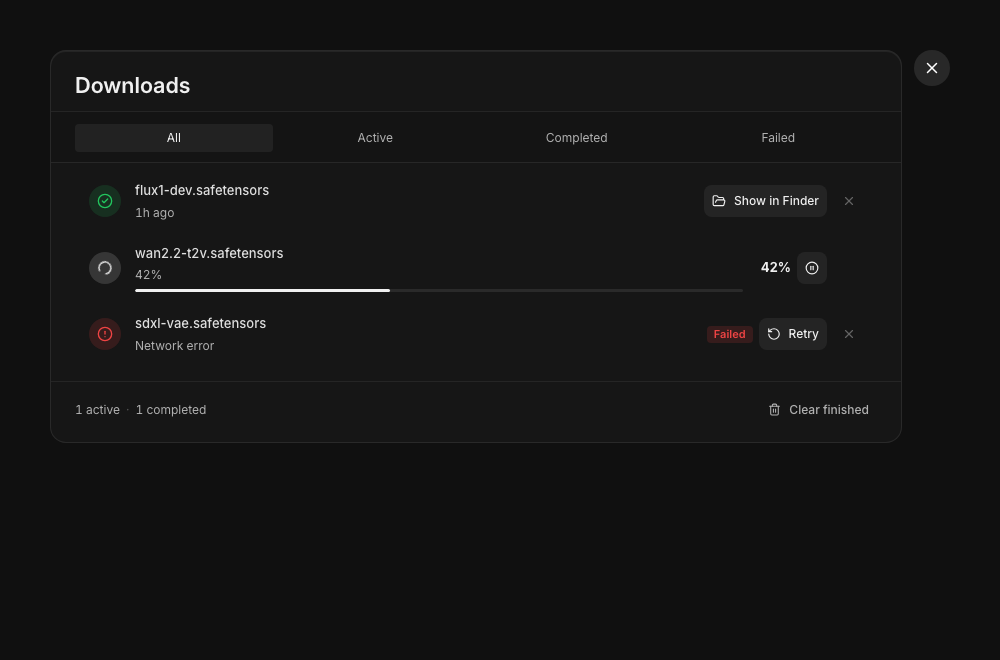 Downloads
All Active Completed Failed
flux1-dev.safetensors
1h ago
Show in Finder
wan2.2-t2v.safetensors
42%
42%
sdxl-vae.safetensors
Network error
Failed Retry
1 active · 1 completed
Clear finished